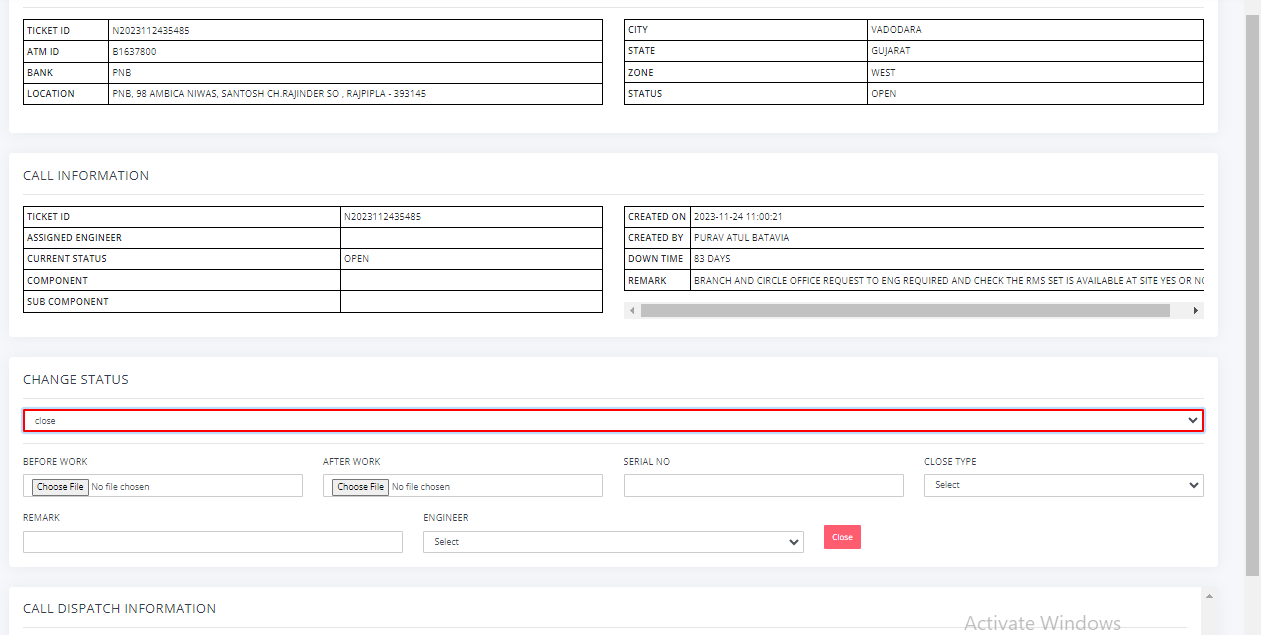 TICKET ID N2023112435485
ATM ID B1637800
BANK PNB
LOCATION PNB, 98 AMBICA NIWAS, SANTOSH CH.RAJINDER SO , RAJPIPLA - 393145
CITY VADODARA
STATE GUJARAT
ZONE WEST
STATUS OPEN
CALL INFORMATION
TICKET ID N2023112435485
ASSIGNED ENGINEER
CURRENT STATUS OPEN
COMPONENT
SUB COMPONENT
CREATED ON 2023-11-24 11:00:21
CREATED BY PURAV ATUL BATAVIA
DOWN TIME 83 DAYS
REMARK BRANCH AND CIRCLE OFFICE REQUEST TO ENG REQUIRED AND CHECK THE RMS SET IS AVAILABLE AT SITE YES OR
CHANGE STATUS
close
BEFORE WORK AFTER WORK SERIAL NO CLOSE TYPE
Choose File No file chosen Choose File No file chosen Select
REMARK ENGINEER
Select Close
CALL DISPATCH INFORMATION
Activate Windows